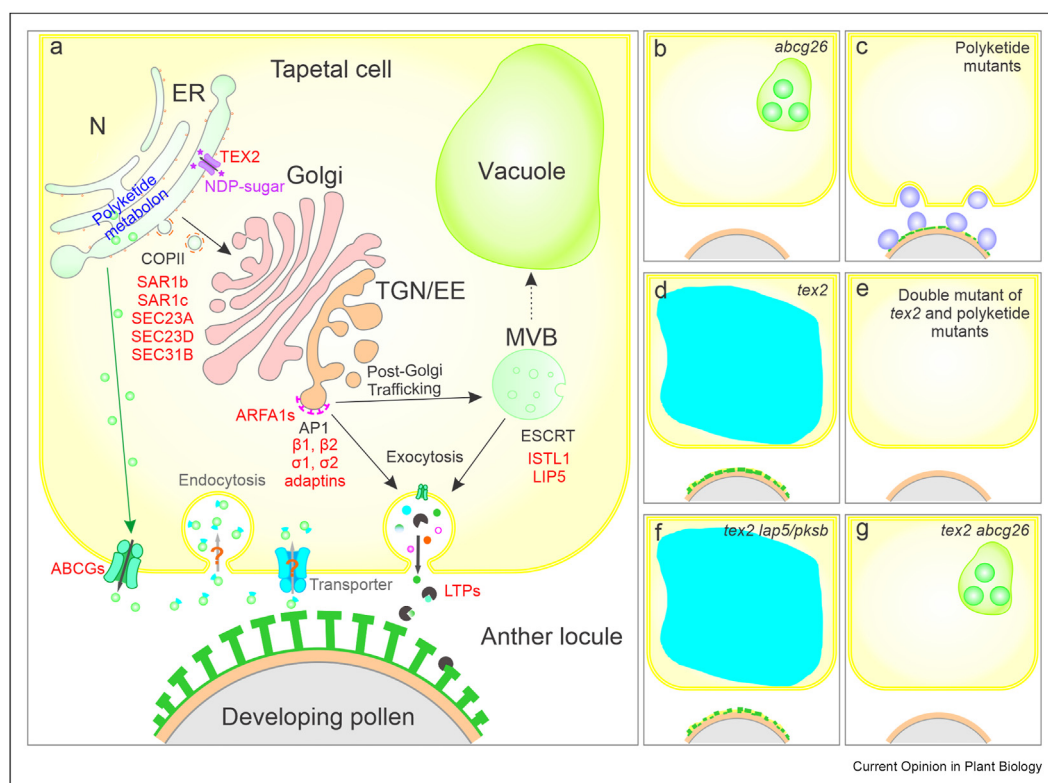 a
Tapetal cell
ER
N
TEX2
NDP-sugar
Polyketide
metabolon
Golgi
Vacuole
COPII
SAR1b
SAR1c
SEC23A
SEC23D
SEC31B
TGN/EE
MVB
Post-Golgi
Trafficking
ARFA1s
AP1
β1, β2
σ1, σ2
adaptins
ESCRT
ISTL1
LIP5
Exocytosis
Endocytosis
?
?
ABCGs
Transporter
LTPs
Anther locule
Developing pollen
b
abcg26
c
Polyketide
mutants
d
tex2
e
Double mutant of
tex2 and polyketide
mutants
f
tex2 lap5/pksb
g
tex2 abcg26
Current Opinion in Plant Biology